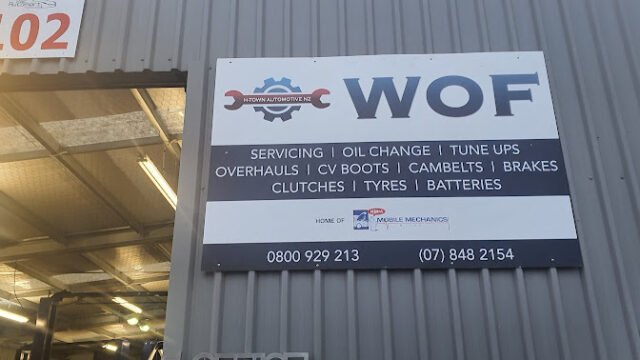 102
H-TOWN AUTOMOTIVE NZ
WOF
SERVICING | OIL CHANGE | TUNE UPS
OVERHAULS | CV BOOTS | CAMBELTS | BRAKES
CLUTCHES | TYRES | BATTERIES
HOME OF
MOBILE MECHANICS
0800 929 213
(07) 848 2154
OFFICE